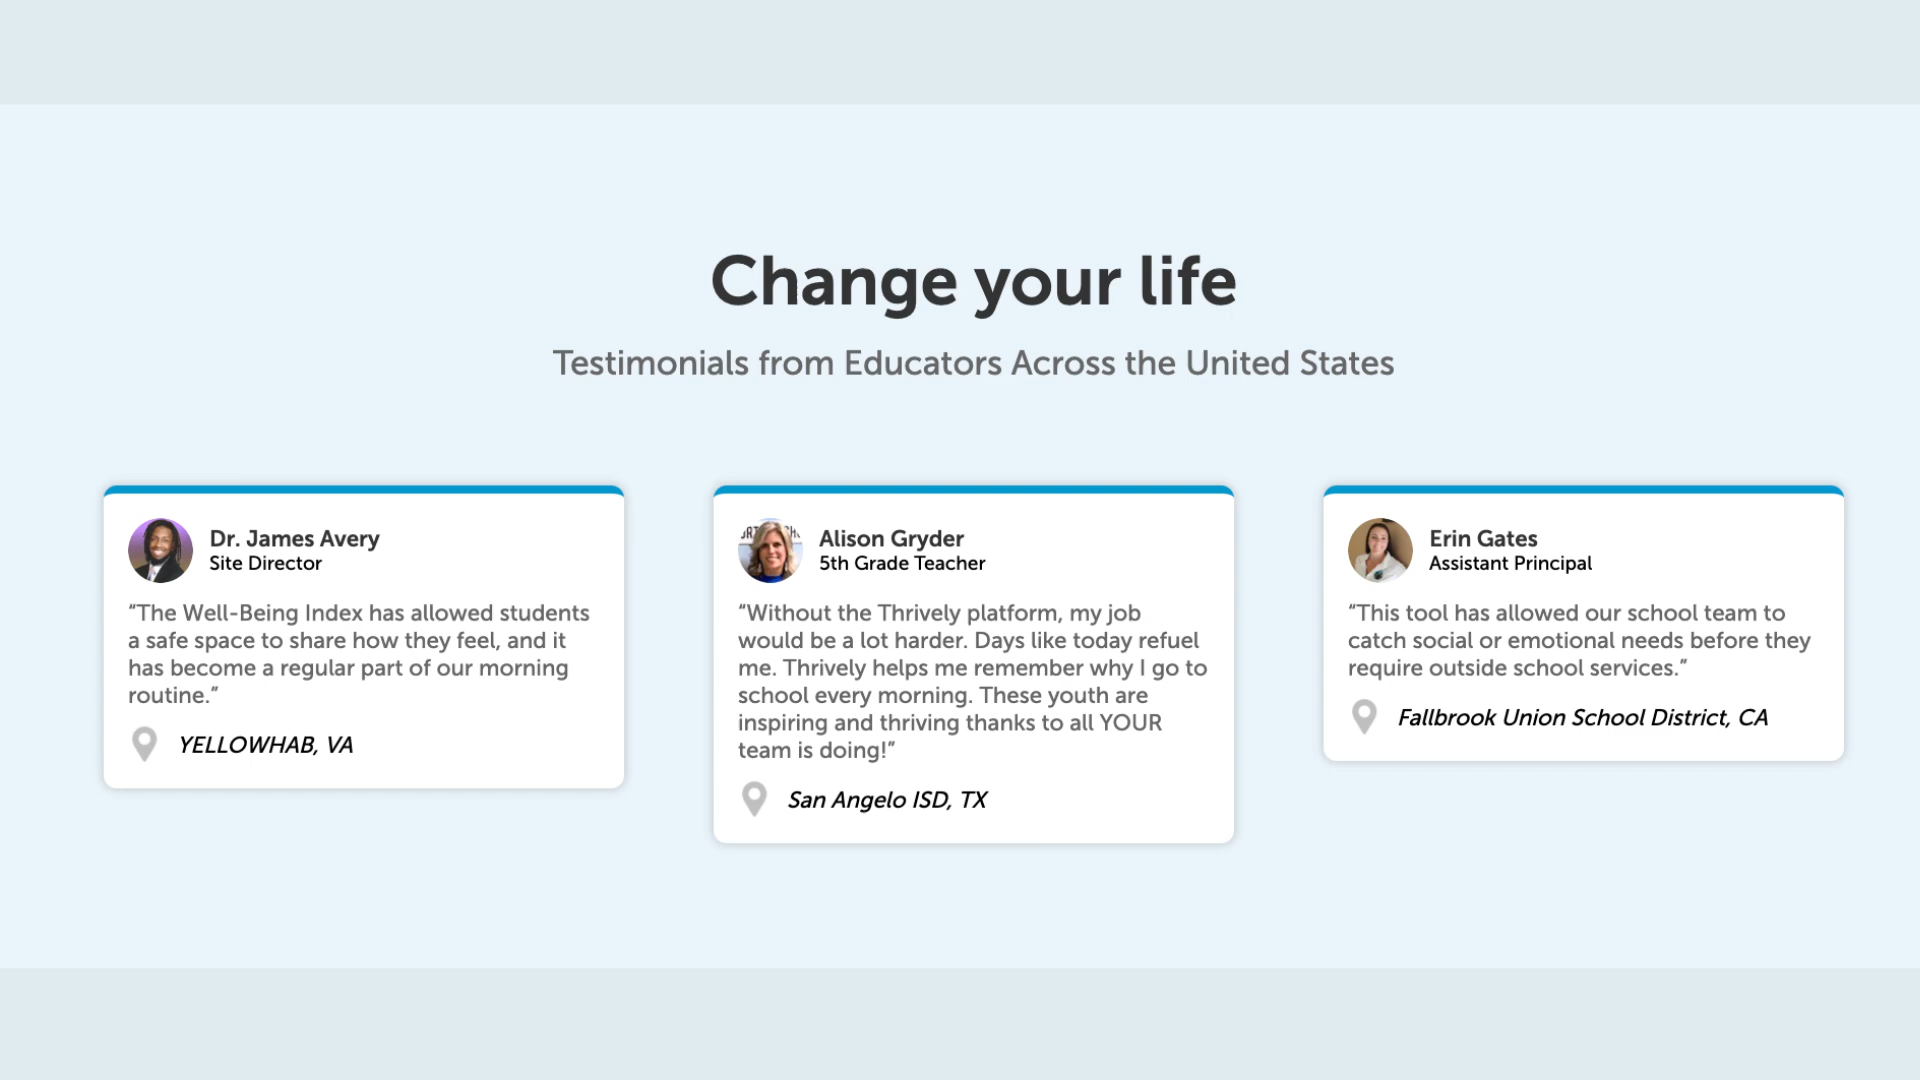 Change your life
Testimonials from Educators Across the United States
Dr. James Avery
Site Director
“The Well-Being Index has allowed students
a safe space to share how they feel, and it
has become a regular part of our morning
routine.”
YELLOWHAB, VA
Alison Gryder
5th Grade Teacher
“Without the Thrively platform, my job
would be a lot harder. Days like today refuel
me. Thrively helps me remember why I go to
school every morning. These youth are
inspiring and thriving thanks to all YOUR
team is doing!”
San Angelo ISD, TX
Erin Gates
Assistant Principal
“This tool has allowed our school team to
catch social or emotional needs before they
require outside school services.”
Fallbrook Union School District, CA